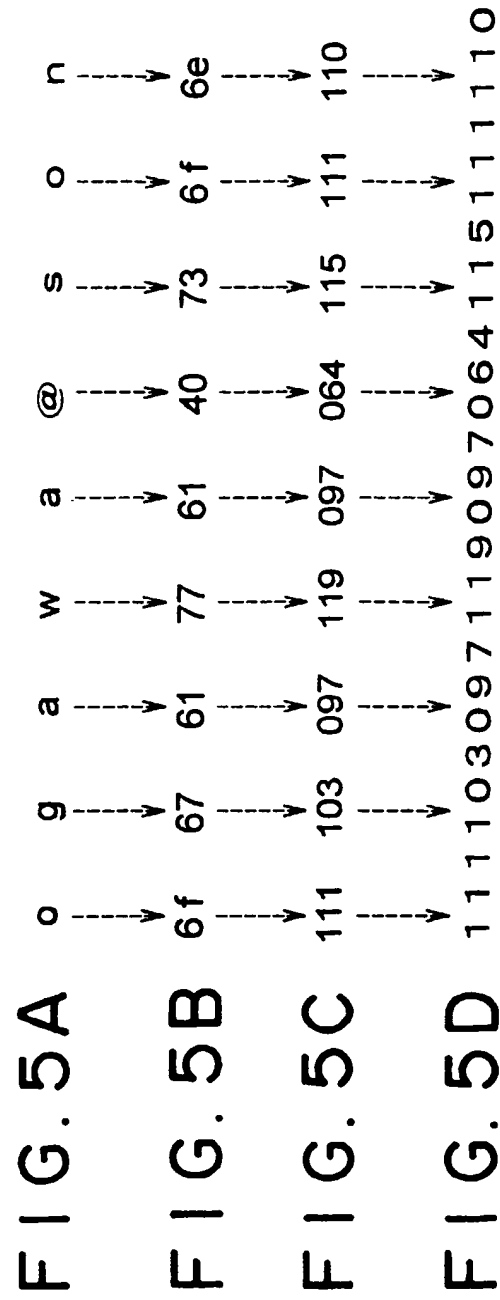 FIG. 5A o g a w a @ s o n
FIG. 5B 6f 67 61 77 61 40 73 6f 6e
FIG. 5C 111 103 097 119 097 064 115 111 110
FIG. 5D 111103097119097064115111110